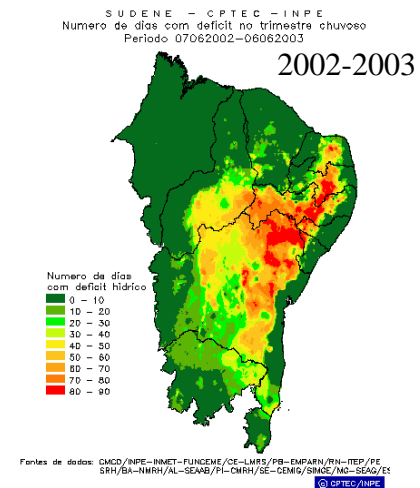 SUDENE - CPTEC -INPE
Numero de dias com deficit no trimestre chuvoso
Periodo 07062002-06062003
2002-2003
Numero de dias
com deficit hidrico
0 - 10
10 - 20
20 - 30
30 - 40
40 - 50
50 - 60
60 - 70
70 - 80
80 - 90
Fontes de dados: CMCD/INPE-INMET-FUNCEME/CE-LMRS/PB-EMPARN/RN-ITEP/PE
SRH/BA-NMRH/AL-SEAAB/PI-CMRH/SE-CEMIG/SIMGE/MG-SEAG/ES
© CPTEC/INPE